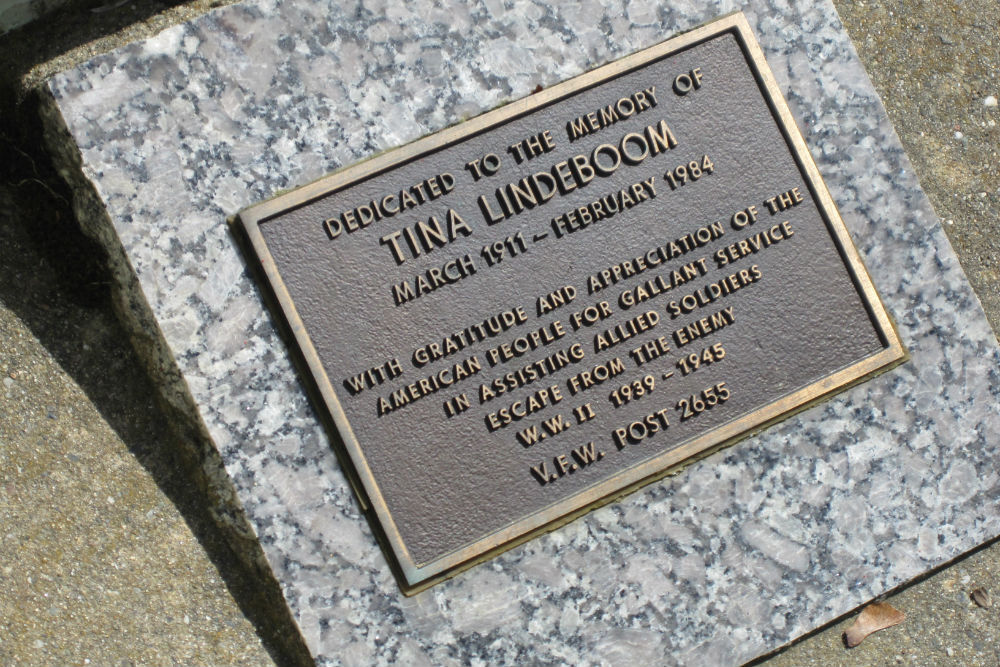 DEDICATED TO THE MEMORY OF
TINA LINDEBOOM
MARCH 1911 – FEBRUARY 1984
WITH GRATITUDE AND APPRECIATION OF THE
AMERICAN PEOPLE FOR GALLANT SERVICE
IN ASSISTING ALLIED SOLDIERS
ESCAPE FROM THE ENEMY
W.W. II 1939 – 1945
V.F.W. POST 2655